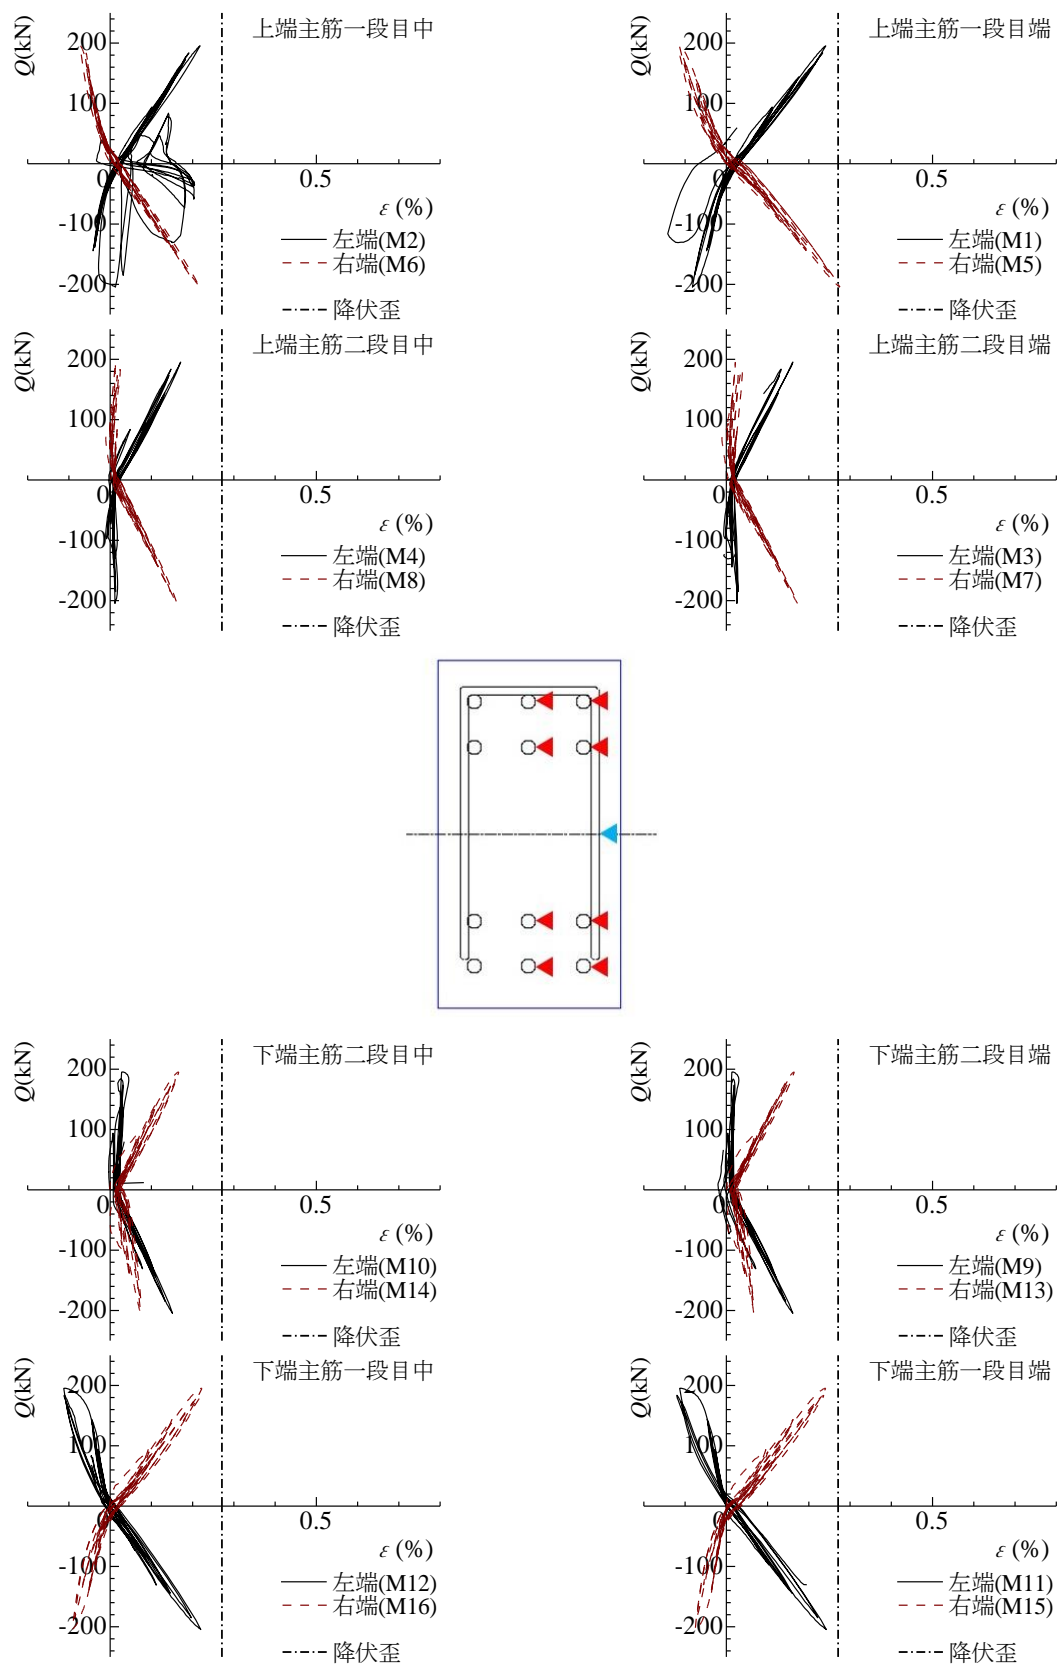 上端主筋一段目中
Q(kN)
200
100
0
0.5
-100
-200
ε (%)
左端(M2)
右端(M6)
降伏歪
上端主筋一段目端
Q(kN)
200
100
0
0.5
-100
-200
ε (%)
左端(M1)
右端(M5)
降伏歪
上端主筋二段目中
Q(kN)
200
100
0
0.5
-100
-200
ε (%)
左端(M4)
右端(M8)
降伏歪
上端主筋二段目端
Q(kN)
200
100
0
0.5
-100
-200
ε (%)
左端(M3)
右端(M7)
降伏歪
下端主筋二段目中
Q(kN)
200
100
0
0.5
-100
-200
ε (%)
左端(M10)
右端(M14)
降伏歪
下端主筋二段目端
Q(kN)
200
100
0
0.5
-100
-200
ε (%)
左端(M9)
右端(M13)
降伏歪
下端主筋一段目中
Q(kN)
200
100
0
0.5
-100
-200
ε (%)
左端(M12)
右端(M16)
降伏歪
下端主筋一段目端
Q(kN)
200
100
0
0.5
-100
-200
ε (%)
左端(M11)
右端(M15)
降伏歪